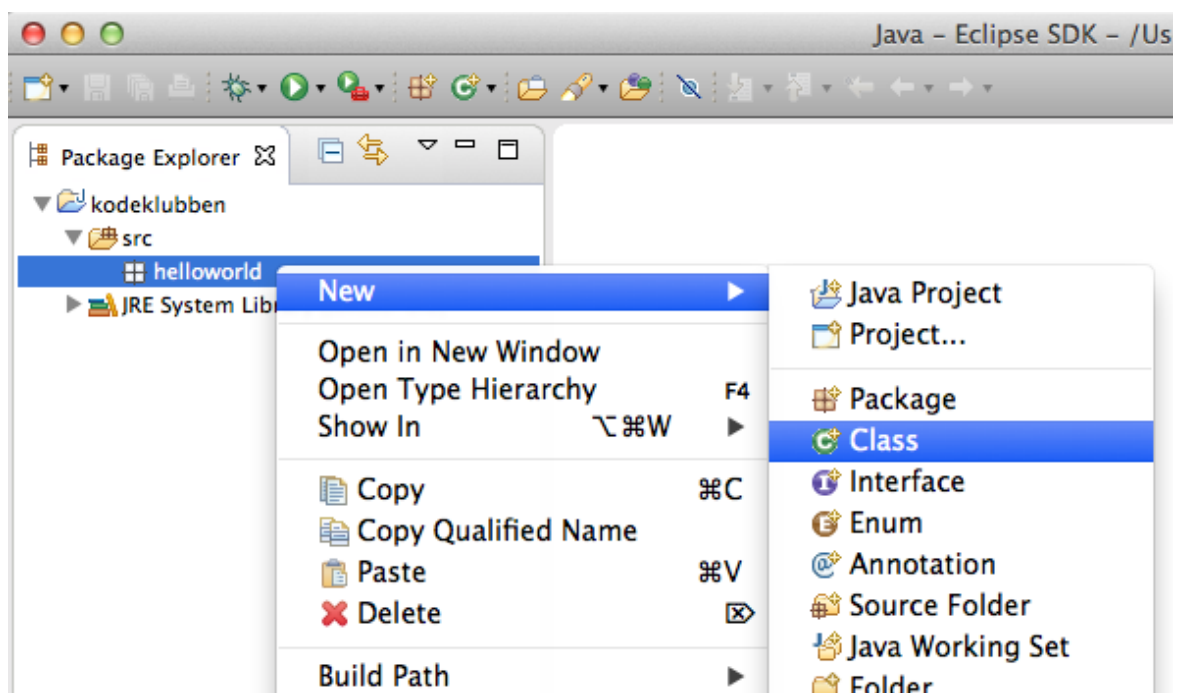 Java – Eclipse SDK – /Us
Package Explorer
kodeklubben
src
helloworld
JRE System Libr
New
Open in New Window
Open Type Hierarchy F4
Show In ⌥⌘W
Copy ⌘C
Copy Qualified Name
Paste ⌘V
Delete ⌦
Build Path
Java Project
Project...
Package
Class
Interface
Enum
Annotation
Source Folder
Java Working Set
Folder